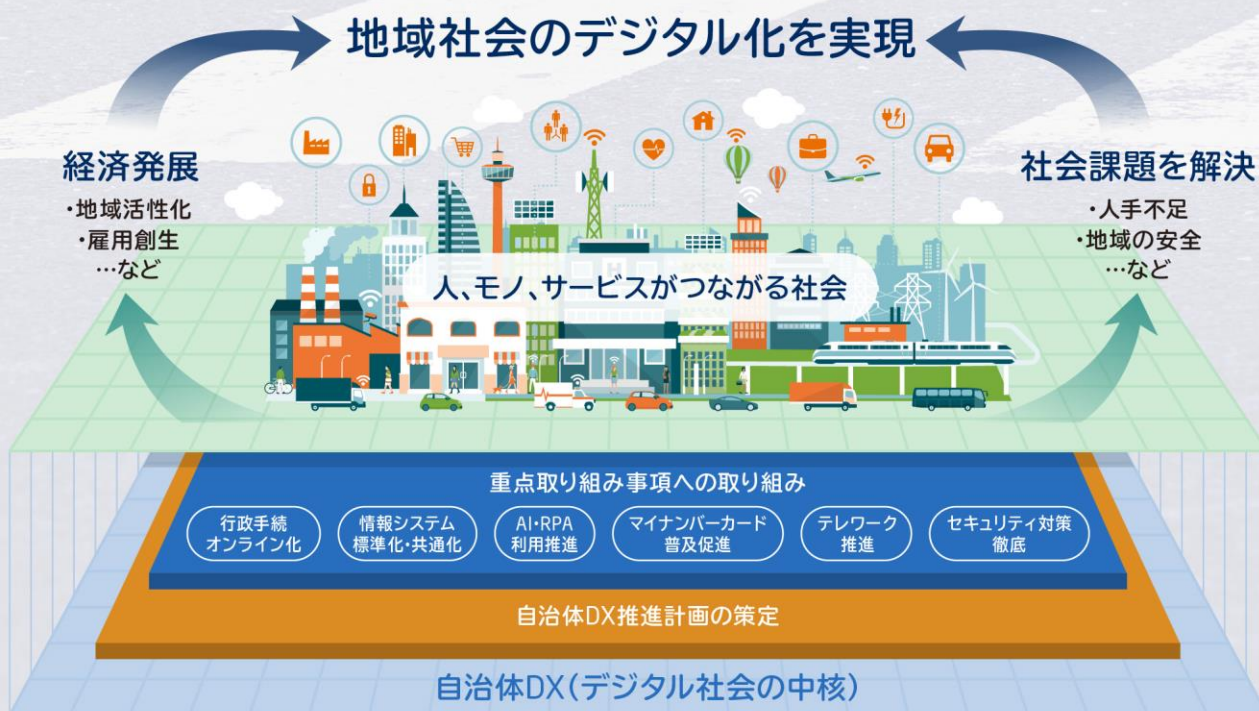 地域社会のデジタル化を実現
経済発展
・地域活性化
・雇用創生
…など
社会課題を解決
・人手不足
・地域の安全
…など
H
人、モノ、サービスがつながる社会
重点取り組み事項への取り組み
行政手続
オンライン化
情報システム
標準化・共通化
AI・RPA
利用推進
マイナンバーカード
普及促進
テレワーク
推進
セキュリティ対策
徹底
自治体DX推進計画の策定
自治体DX(デジタル社会の中核)